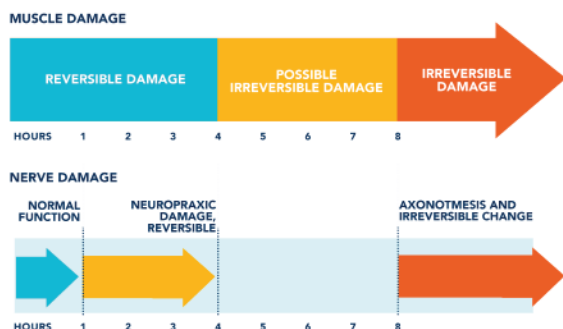 MUSCLE DAMAGE
REVERSIBLE DAMAGE
POSSIBLE
IRREVERSIBLE DAMAGE
IRREVERSIBLE
DAMAGE
HOURS 1 2 3 4 5 6 7 8
NERVE DAMAGE
NORMAL
FUNCTION
NEUROPRAXIC
DAMAGE,
REVERSIBLE
AXONOTMESIS AND
IRREVERSIBLE CHANGE
HOURS 1 2 3 4 5 6 7 8